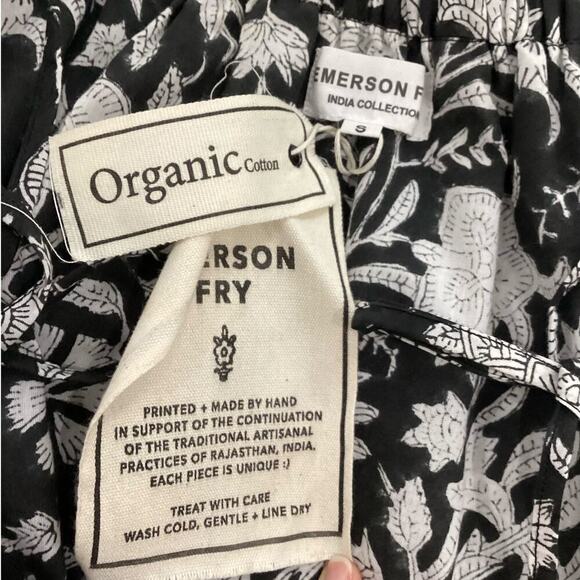 EMERSON F
INDIA COLLECTION
S
Organic Cotton
ERSON
FRY
PRINTED + MADE BY HAND
IN SUPPORT OF THE CONTINUATION
OF THE TRADITIONAL ARTISANAL
PRACTICES OF RAJASTHAN, INDIA.
EACH PIECE IS UNIQUE :)
TREAT WITH CARE
WASH COLD, GENTLE + LINE DRY